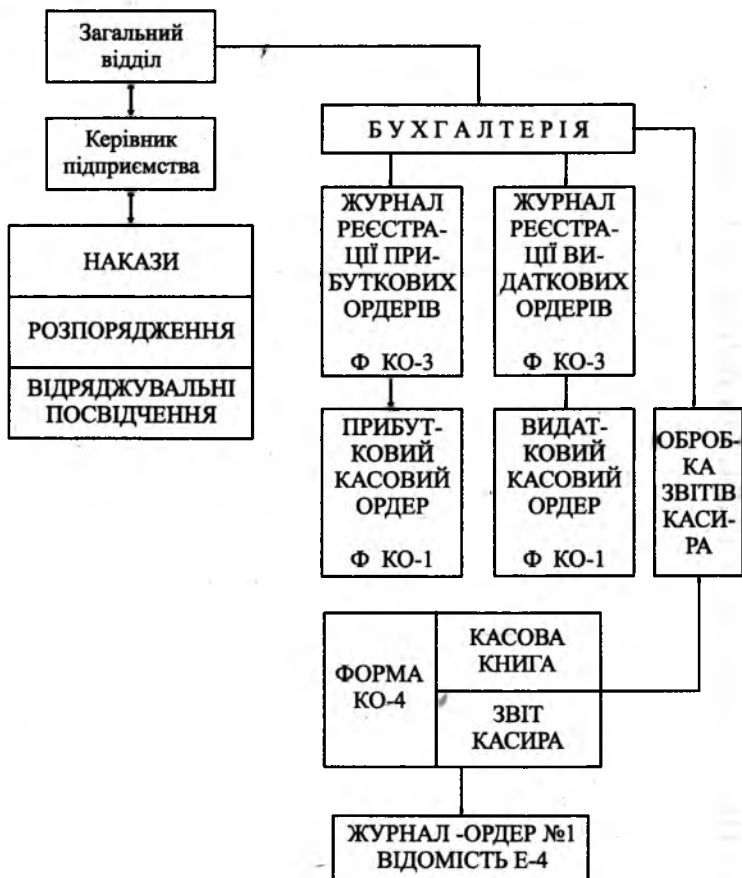 Загальний
відділ
Керівник
підприємства
НАКАЗИ
РОЗПОРЯДЖЕННЯ
ВІДРЯДЖУВАЛЬНІ
ПОСВІДЧЕННЯ
БУХГАЛТЕРІЯ
ЖУРНАЛ
РЕЄСТРА-
ЦІЇ ПРИ-
БУТКОВИХ
ОРДЕРІВ
Ф КО-3
ЖУРНАЛ
РЕЄСТРА-
ЦІЇ ВИ-
ДАТКОВИХ
ОРДЕРІВ
Ф КО-3
ПРИБУТ-
КОВИЙ
КАСОВИЙ
ОРДЕР
Ф КО-1
ВИДАТ-
КОВИЙ
КАСОВИЙ
ОРДЕР
Ф КО-1
ОБРОБ-
КА
ЗВІТІВ
КАСИ-
РА
ФОРМА
КО-4
КАСОВА
КНИГА
ЗВІТ
КАСИРА
ЖУРНАЛ -ОРДЕР №1
ВІДОМІСТЬ Е-4